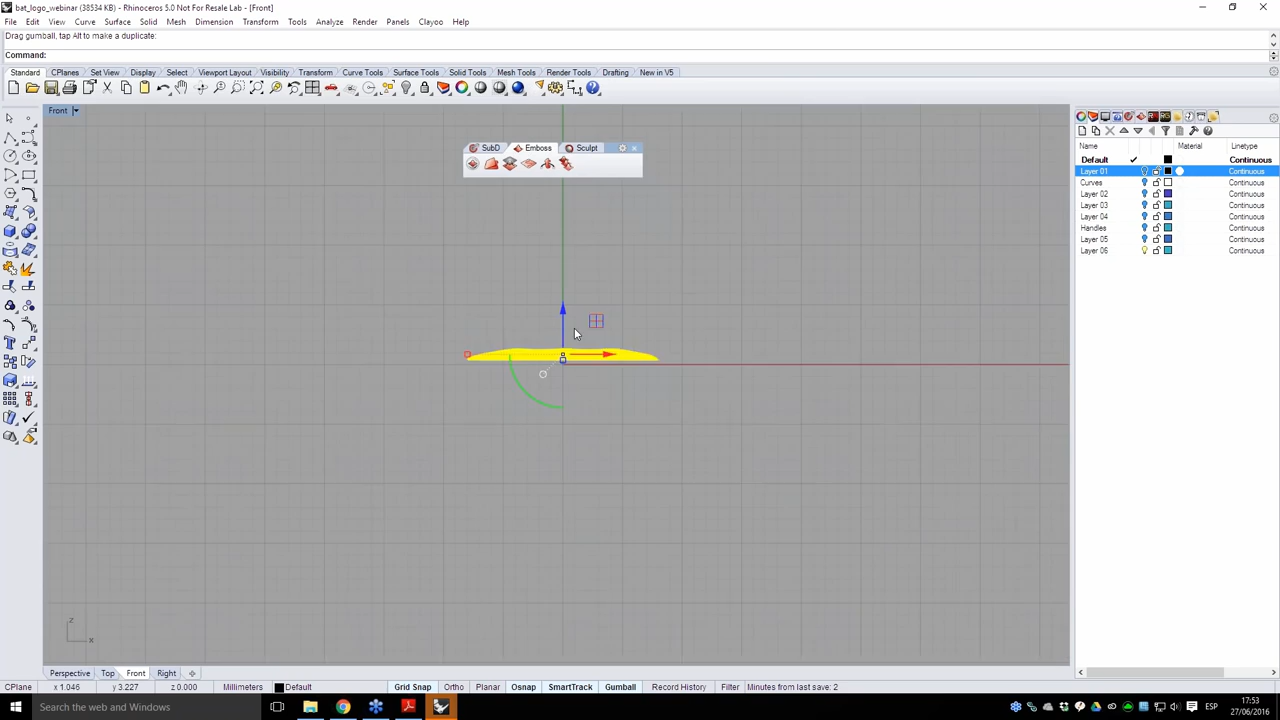 bat_logo_webinar (38534 KB) - Rhinoceros 5.0 Not For Resale Lab - [Front]
File Edit View Curve Surface Solid Mesh Dimension Transform Tools Analyze Render Panels Clayoo Help
Drag gumball, tap Alt to make a duplicate:
Command:
Standard CPlanes Set View Display Select Viewport Layout Visibility Transform Curve Tools Surface Tools Solid Tools Mesh Tools Render Tools Drafting New in V5
Front
SubD Emboss Sculpt
Name Material Linetype
Default Continuous
Layer 01 Continuous
Curves Continuous
Layer 02 Continuous
Layer 03 Continuous
Layer 04 Continuous
Handles Continuous
Layer 05 Continuous
Layer 06 Continuous
z
x
Perspective Top Front Right
CPlane x 1.046 y 3.227 z 0.000 Millimeters Default Grid Snap Ortho Planar Osnap SmartTrack Gumball Record History Filter Minutes from last save: 2
Search the web and Windows
ESP
17:53
27/06/2016